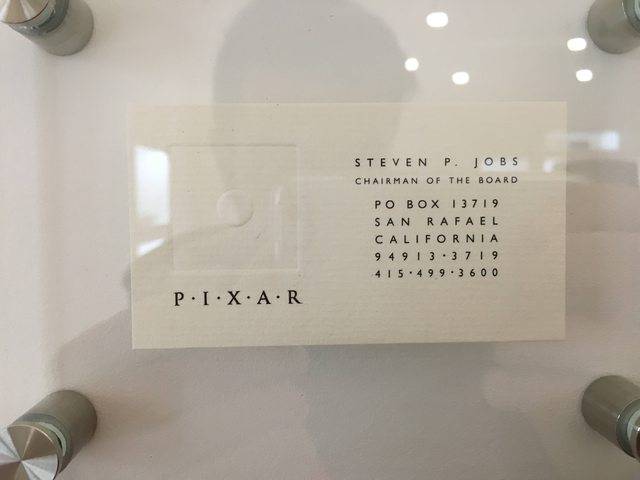 STEVEN P. JOBS
CHAIRMAN OF THE BOARD
PO BOX 13719
SAN RAFAEL
CALIFORNIA
94913·3719
415·499·3600
P·I·X·A·R